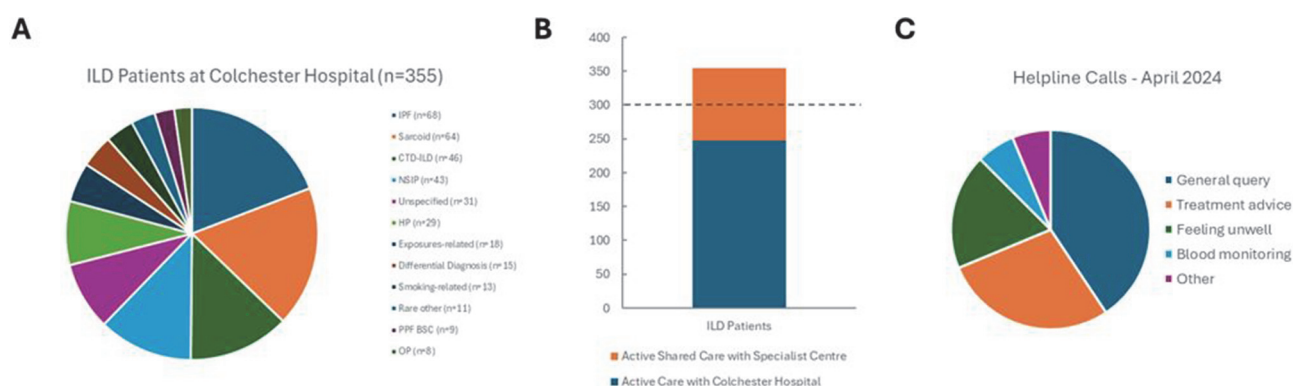 A
ILD Patients at Colchester Hospital (n=355)
IPF (n=68)
Sarcoid (n=64)
CTD-ILD (n=46)
NSIP (n=43)
Unspecified (n=31)
HP (n=29)
Exposures-related (n=18)
Differential Diagnosis (n=15)
Smoking-related (n=13)
Rare other (n=11)
PPF BSC (n=9)
OP (n=8)
B
400
350
300
250
200
150
100
50
0
ILD Patients
Active Shared Care with Specialist Centre
Active Care with Colchester Hospital
C
Helpline Calls - April 2024
General query
Treatment advice
Feeling unwell
Blood monitoring
Other